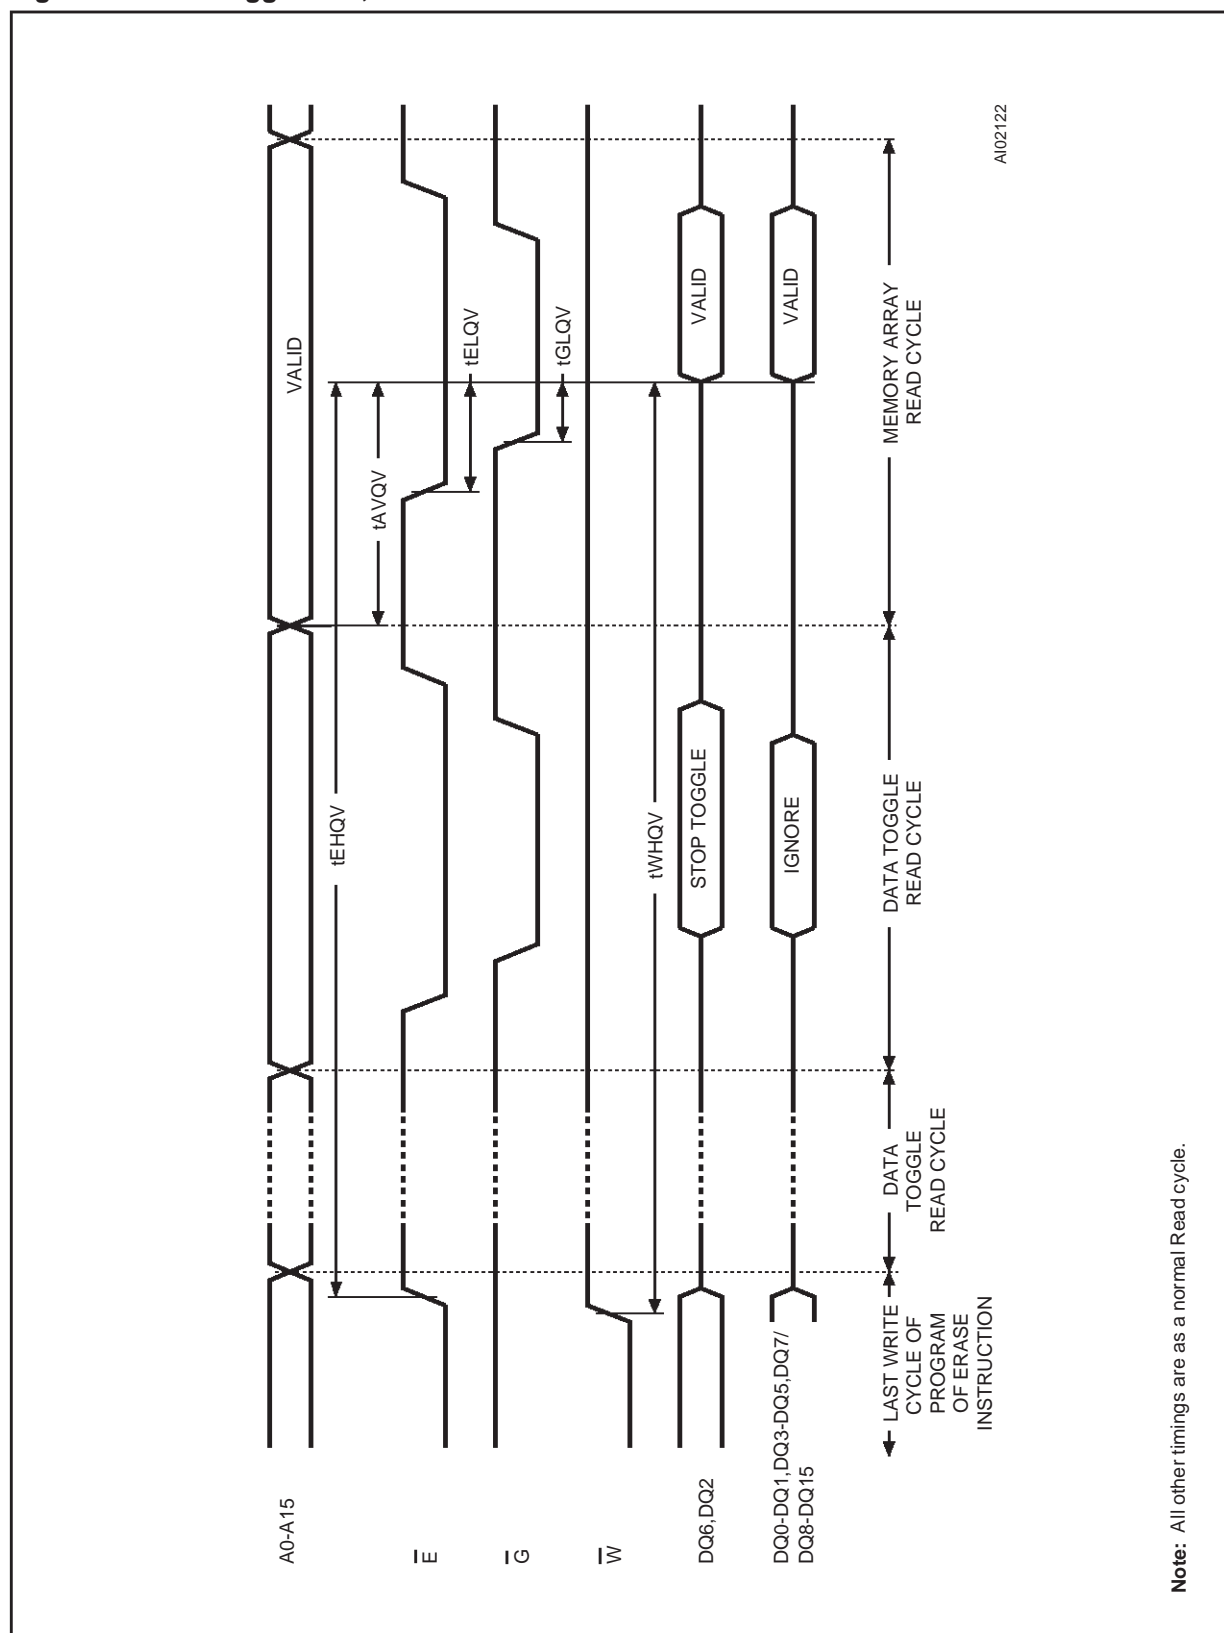 A0-A15
VALID
tEHQV
tAVQV
E
tELQV
G
tGLQV
W
tWHQV
DQ6,DQ2
STOP TOGGLE
VALID
DQ0-DQ1,DQ3-DQ5,DQ7/
DQ8-DQ15
IGNORE
VALID
LAST WRITE
CYCLE OF
PROGRAM
OF ERASE
INSTRUCTION
DATA
TOGGLE
READ CYCLE
DATA TOGGLE
READ CYCLE
MEMORY ARRAY
READ CYCLE
AI02122
Note: All other timings are as a normal Read cycle.